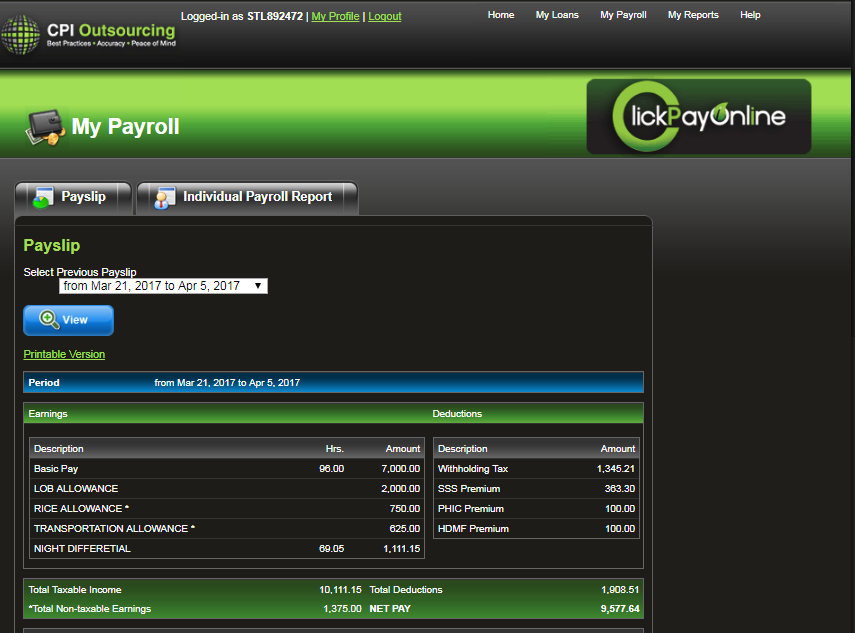 CPI Outsourcing
Best Practices • Accuracy • Peace of Mind
Logged-in as STL892472 | My Profile | Logout
Home My Loans My Payroll My Reports Help
My Payroll
ClickPayOnline
Payslip Individual Payroll Report
Payslip
Select Previous Payslip
from Mar 21, 2017 to Apr 5, 2017
View
Printable Version
Period from Mar 21, 2017 to Apr 5, 2017
Earnings Deductions
Description Hrs. Amount Description Amount
Basic Pay 96.00 7,000.00 Withholding Tax 1,345.21
LOB ALLOWANCE 2,000.00 SSS Premium 363.30
RICE ALLOWANCE * 750.00 PHIC Premium 100.00
TRANSPORTATION ALLOWANCE * 625.00 HDMF Premium 100.00
NIGHT DIFFERETIAL 69.05 1,111.15
Total Taxable Income 10,111.15 Total Deductions 1,908.51
*Total Non-taxable Earnings 1,375.00 NET PAY 9,577.64